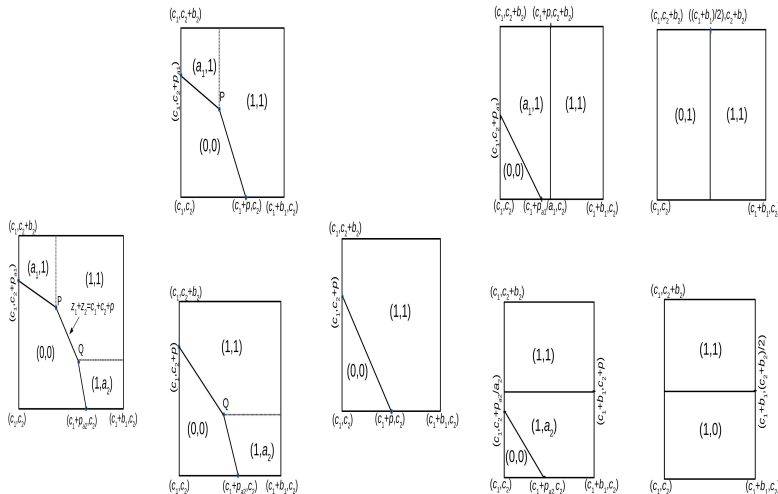 (c₁,c₂+b₂)
(c₁,c₂+pₐ₁)
(a₁,1)
P
(1,1)
(0,0)
(c₁,c₂)
(c₁+p,c₂)
(c₁+b₁,c₂)
(c₁,c₂+b₂)
(c₁+p,c₂+b₂)
(c₁,c₂+pₐ₁)
(a₁,1)
(1,1)
(0,0)
(c₁,c₂)
(c₁+pₐ₁/a₁,c₂)
(c₁+b₁,c₂)
(c₁,c₂+b₂)
((c₁+b₁)/2),c₂+b₂)
(0,1)
(1,1)
(c₁,c₂)
(c₁+b₁,c₂)
(c₁,c₂+b₂)
(c₁,c₂+pₐ₁)
(a₁,1)
(1,1)
P
z₁+z₂=c₁+c₂+p
(0,0)
Q
(1,a₂)
(c₁,c₂)
(c₁+pₐ₂,c₂)
(c₁+b₁,c₂)
(c₁,c₂+b₂)
(c₁,c₂+p)
(1,1)
Q
(0,0)
(1,a₂)
(c₁,c₂)
(c₁+pₐ₂,c₂)
(c₁+b₁,c₂)
(c₁,c₂+b₂)
(c₁,c₂+p)
(1,1)
(0,0)
(c₁,c₂)
(c₁+p,c₂)
(c₁+b₁,c₂)
(c₁,c₂+b₂)
(1,1)
(c₁+b₁,c₂+p)
(c₁,c₂+pₐ₂/a₂)
(1,a₂)
(0,0)
(c₁,c₂)
(c₁+pₐ₂,c₂)
(c₁+b₁,c₂)
(c₁,c₂+b₂)
(1,1)
(c₁+b₁,(c₂+b₂)/2)
(1,0)
(c₁,c₂)
(c₁+b₁,c₂)